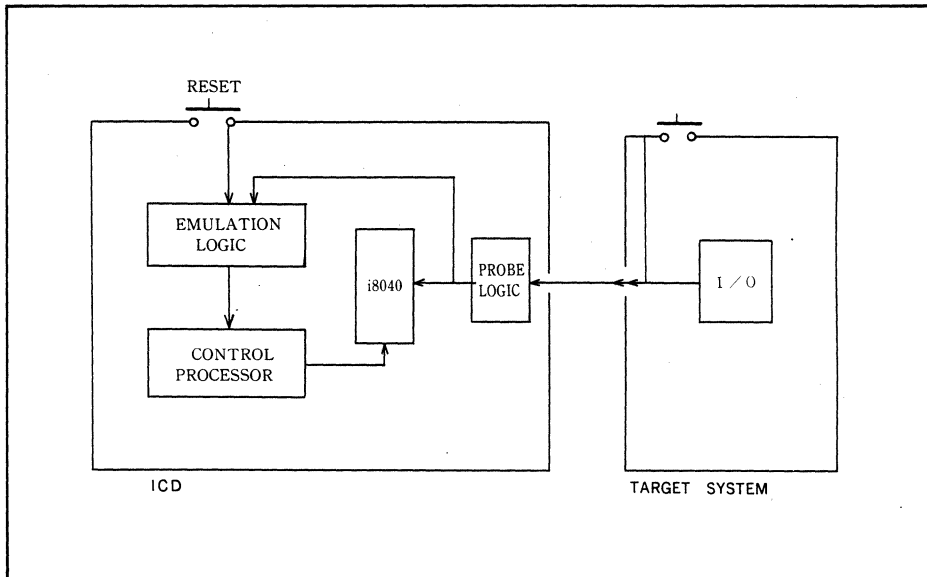 RESET
EMULATION
LOGIC
i8040
PROBE
LOGIC
I/O
CONTROL
PROCESSOR
ICD
TARGET SYSTEM